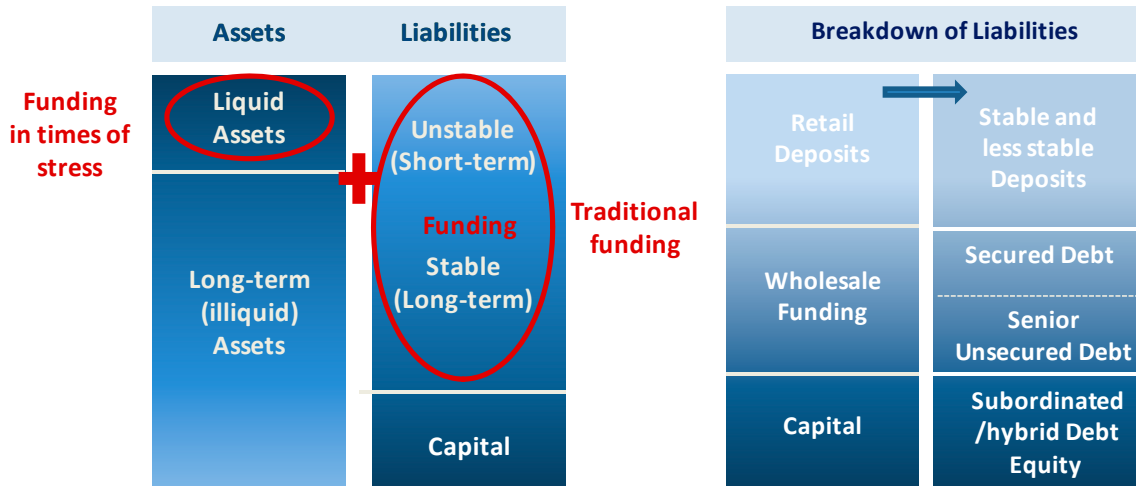 Assets
Liabilities
Breakdown of Liabilities
Funding
in times of
stress
Liquid
Assets
Long-term
(illiquid)
Assets
Unstable
(Short-term)
Funding
Stable
(Long-term)
Capital
Traditional
funding
Retail
Deposits
Stable and
less stable
Deposits
Wholesale
Funding
Secured Debt
Senior
Unsecured Debt
Capital
Subordinated
/hybrid Debt
Equity